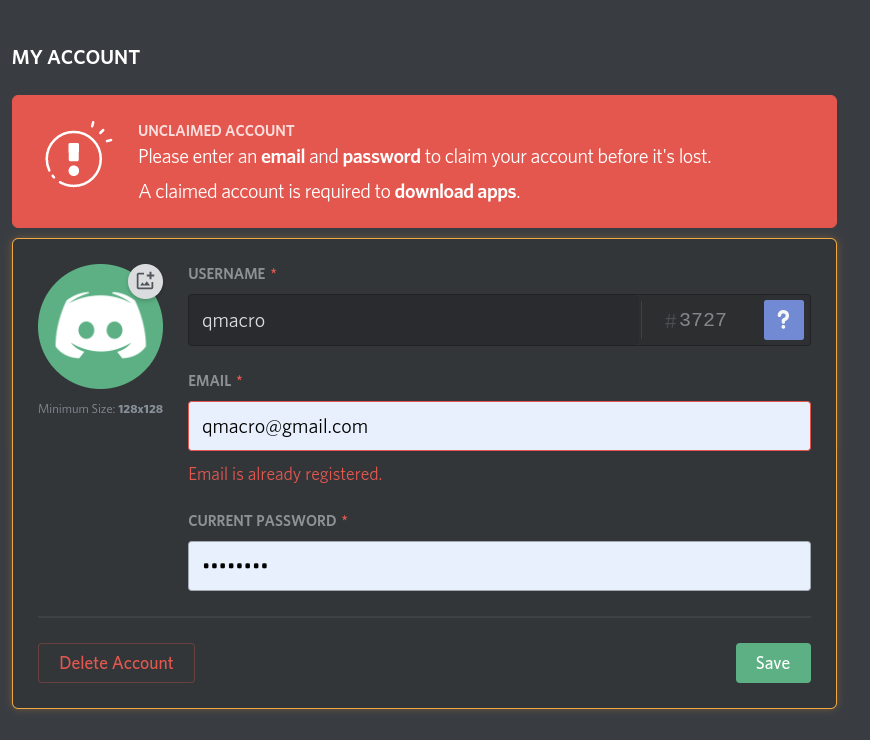 MY ACCOUNT
UNCLAIMED ACCOUNT
Please enter an email and password to claim your account before it's lost.
A claimed account is required to download apps.
USERNAME *
qmacro #3727 ?
EMAIL *
Minimum Size: 128x128
qmacro@gmail.com
Email is already registered.
CURRENT PASSWORD *
••••••••
Delete Account Save